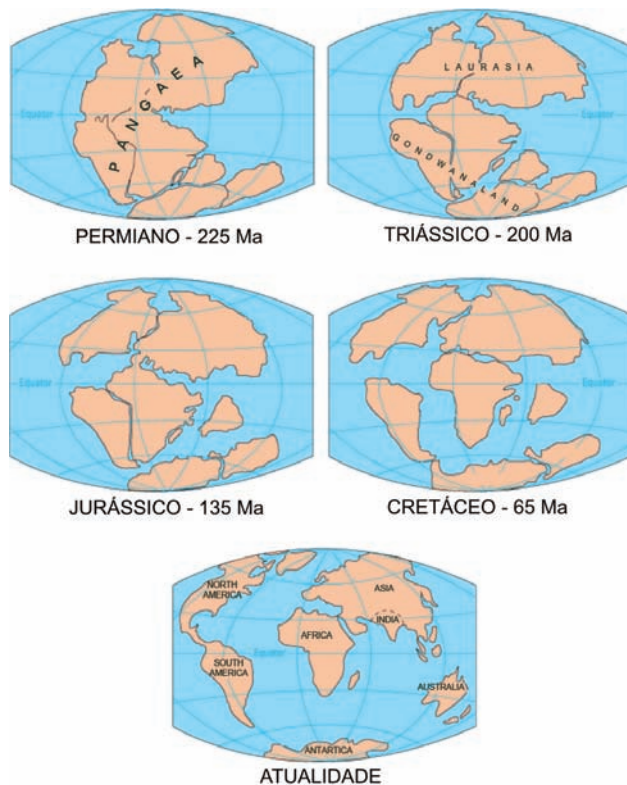 PANGAEA
Equator
PERMIANO - 225 Ma
LAURASIA
GONDWANALAND
TRIÁSSICO - 200 Ma
Equator
JURÁSSICO - 135 Ma
Equator
CRETÁCEO - 65 Ma
NORTH
AMERICA
ASIA
INDIA
AFRICA
Equator
SOUTH
AMERICA
AUSTRALIA
ANTARTICA
ATUALIDADE